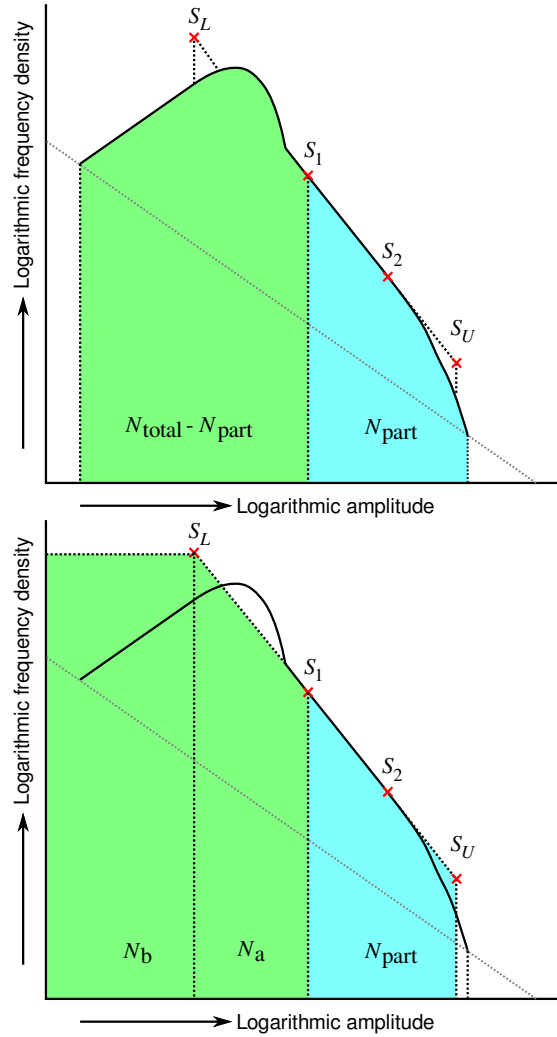 S_L
Logarithmic frequency density
S_1
S_2
S_U
N_total - N_part
N_part
Logarithmic amplitude
S_L
Logarithmic frequency density
S_1
S_2
S_U
N_b
N_a
N_part
Logarithmic amplitude